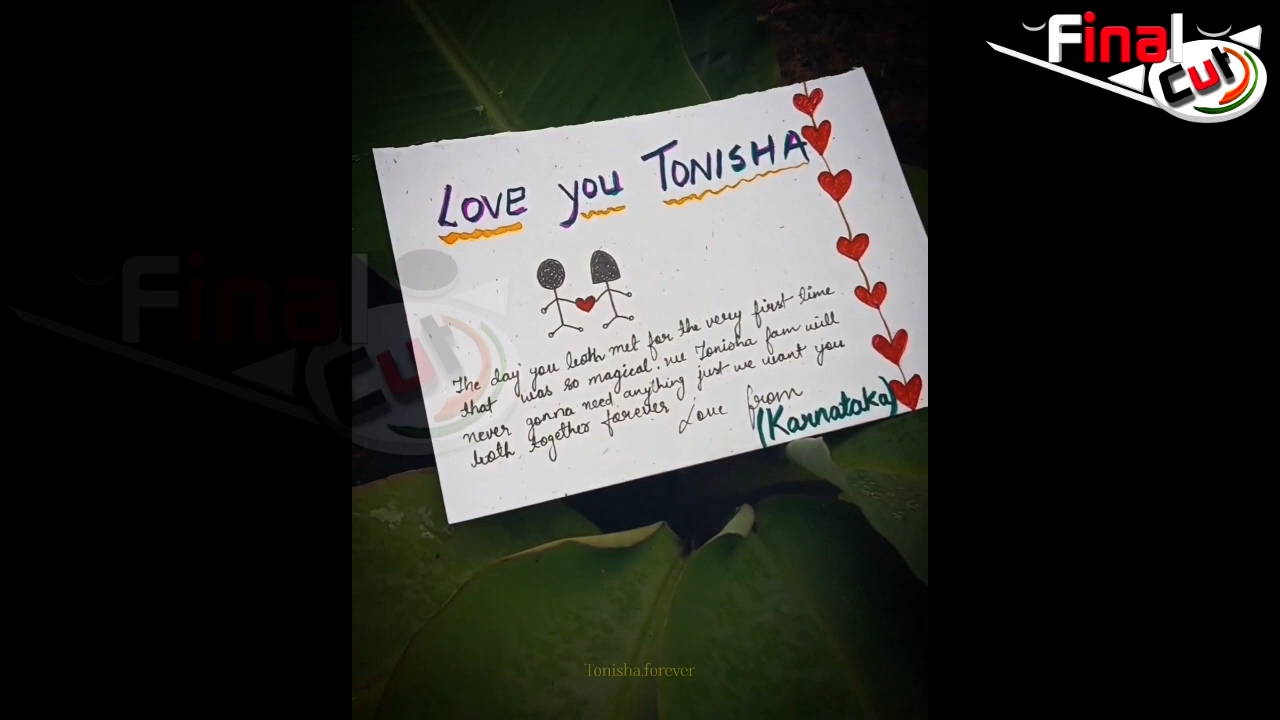 Final
Cut
LOVE YOU TONISHA
The day you both met for the very first time
that was so magical. We Tonisha fam will
never gonna need anything just we want you
both together forever
Love from
(Karnataka)
Final
Cut
Tonisha.forever